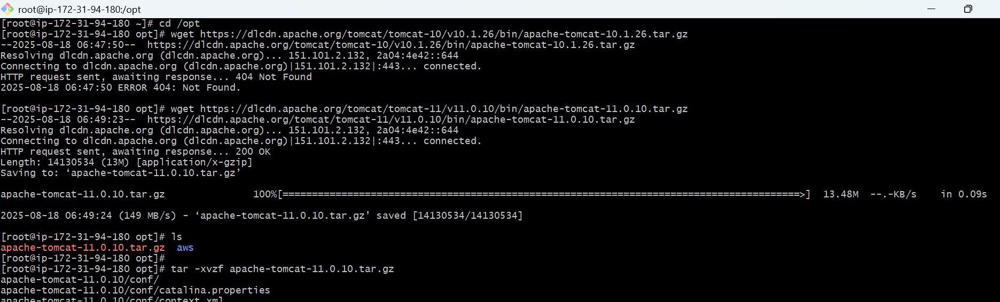 root@ip-172-31-94-180:/opt
[root@ip-172-31-94-180 ~]# cd /opt
[root@ip-172-31-94-180 opt]# wget https://dlcdn.apache.org/tomcat/tomcat-10/v10.1.26/bin/apache-tomcat-10.1.26.tar.gz
--2025-08-18 06:47:50--  https://dlcdn.apache.org/tomcat/tomcat-10/v10.1.26/bin/apache-tomcat-10.1.26.tar.gz
Resolving dlcdn.apache.org (dlcdn.apache.org)... 151.101.2.132, 2a04:4e42::644
Connecting to dlcdn.apache.org (dlcdn.apache.org)|151.101.2.132|:443... connected.
HTTP request sent, awaiting response... 404 Not Found
2025-08-18 06:47:50 ERROR 404: Not Found.
[root@ip-172-31-94-180 opt]# wget https://dlcdn.apache.org/tomcat/tomcat-11/v11.0.10/bin/apache-tomcat-11.0.10.tar.gz
--2025-08-18 06:49:23--  https://dlcdn.apache.org/tomcat/tomcat-11/v11.0.10/bin/apache-tomcat-11.0.10.tar.gz
Resolving dlcdn.apache.org (dlcdn.apache.org)... 151.101.2.132, 2a04:4e42::644
Connecting to dlcdn.apache.org (dlcdn.apache.org)|151.101.2.132|:443... connected.
HTTP request sent, awaiting response... 200 OK
Length: 14130534 (13M) [application/x-gzip]
Saving to: ‘apache-tomcat-11.0.10.tar.gz’
apache-tomcat-11.0.10.tar.gz 100%[========================================================================================>] 13.48M --.-KB/s in 0.09s
2025-08-18 06:49:24 (149 MB/s) - ‘apache-tomcat-11.0.10.tar.gz’ saved [14130534/14130534]
[root@ip-172-31-94-180 opt]# ls
apache-tomcat-11.0.10.tar.gz  aws
[root@ip-172-31-94-180 opt]#
[root@ip-172-31-94-180 opt]# tar -xvzf apache-tomcat-11.0.10.tar.gz
apache-tomcat-11.0.10/conf/
apache-tomcat-11.0.10/conf/catalina.properties
apache-tomcat-11.0.10/conf/context.xml